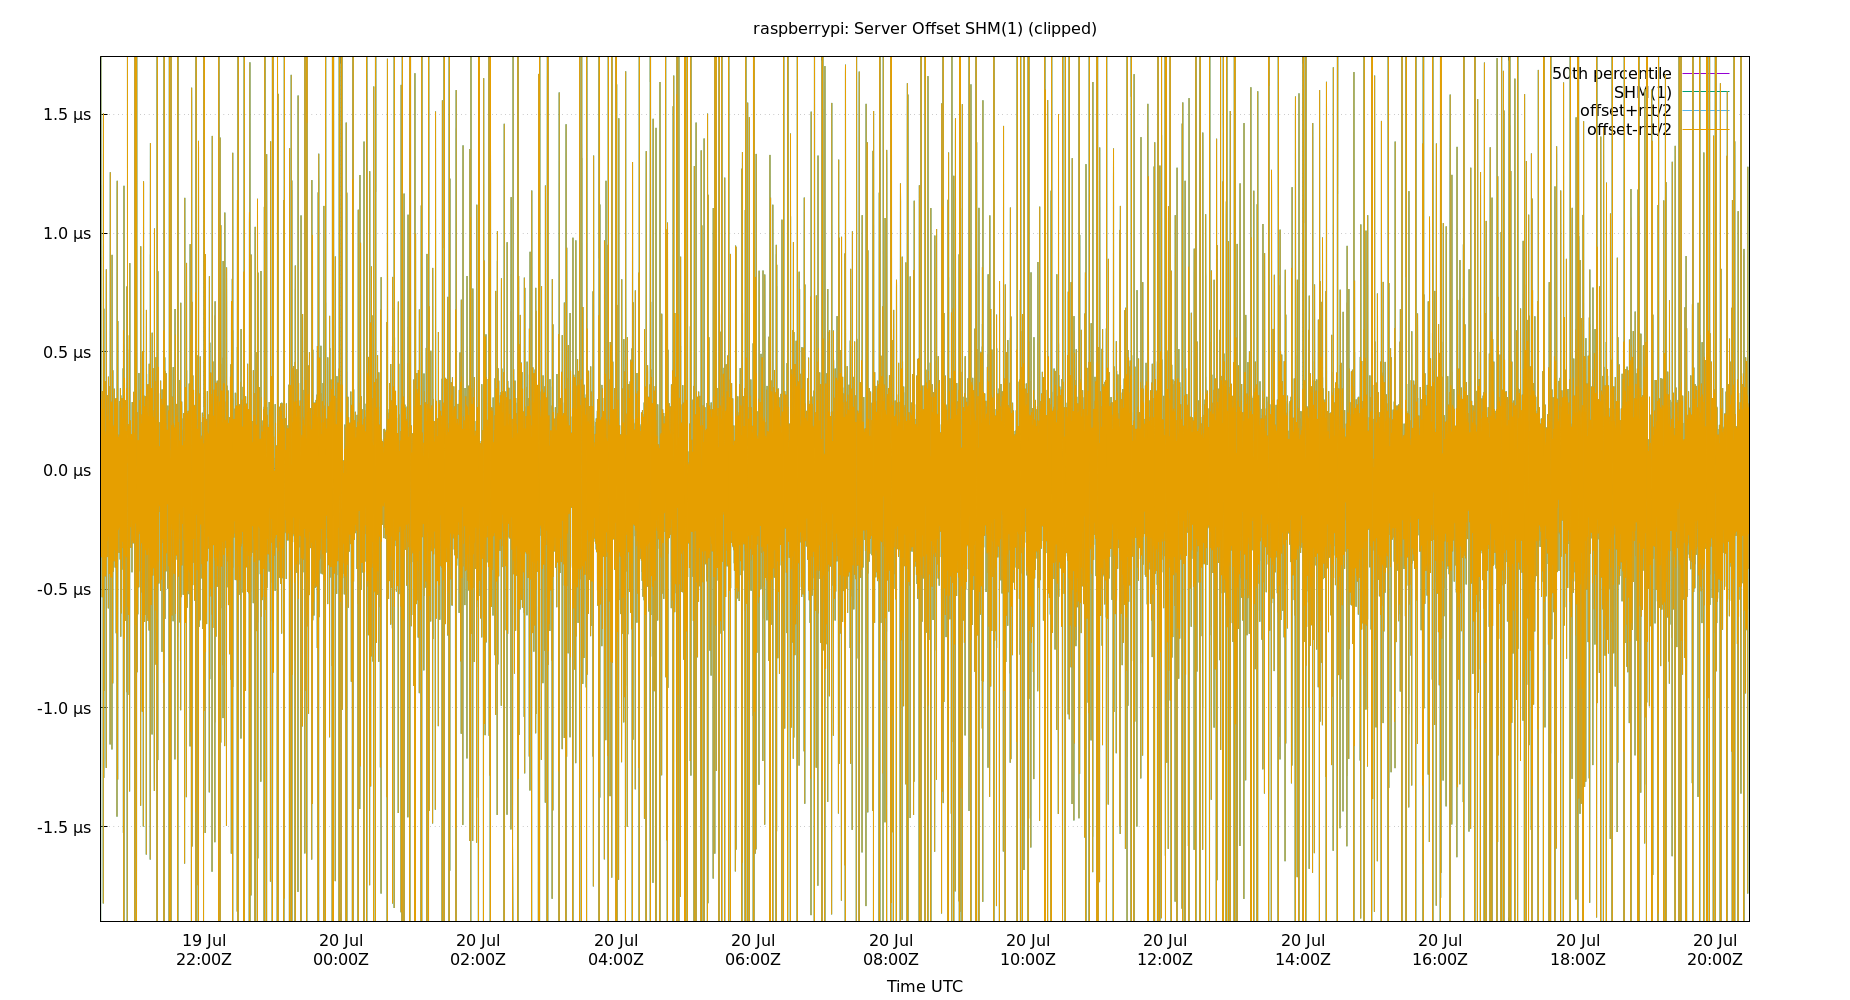 raspberrypi: Server Offset SHM(1) (clipped)
50th percentile
SHM(1)
offset+rtt/2
offset-rtt/2
1.5 µs
1.0 µs
0.5 µs
0.0 µs
-0.5 µs
-1.0 µs
-1.5 µs
19 Jul 20 Jul 20 Jul 20 Jul 20 Jul 20 Jul 20 Jul 20 Jul 20 Jul 20 Jul 20 Jul 20 Jul
22:00Z 00:00Z 02:00Z 04:00Z 06:00Z 08:00Z 10:00Z 12:00Z 14:00Z 16:00Z 18:00Z 20:00Z
Time UTC